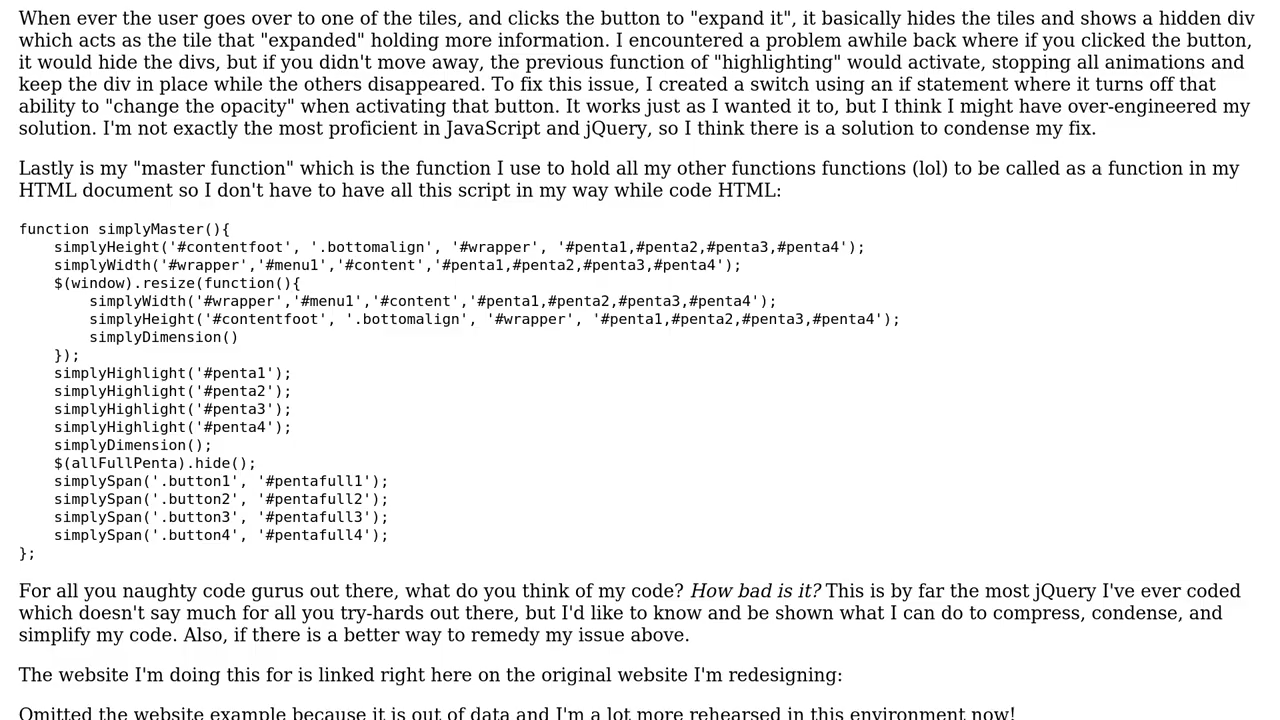 When ever the user goes over to one of the tiles, and clicks the button to "expand it", it basically hides the tiles and shows a hidden div
which acts as the tile that "expanded" holding more information. I encountered a problem awhile back where if you clicked the button,
it would hide the divs, but if you didn't move away, the previous function of "highlighting" would activate, stopping all animations and
keep the div in place while the others disappeared. To fix this issue, I created a switch using an if statement where it turns off that
ability to "change the opacity" when activating that button. It works just as I wanted it to, but I think I might have over-engineered my
solution. I'm not exactly the most proficient in JavaScript and jQuery, so I think there is a solution to condense my fix.
Lastly is my "master function" which is the function I use to hold all my other functions functions (lol) to be called as a function in my
HTML document so I don't have to have all this script in my way while code HTML:
function simplyMaster(){
    simplyHeight('#contentfoot', '.bottomalign', '#wrapper', '#penta1,#penta2,#penta3,#penta4');
    simplyWidth('#wrapper','#menu1','#content','#penta1,#penta2,#penta3,#penta4');
    $(window).resize(function(){
        simplyWidth('#wrapper','#menu1','#content','#penta1,#penta2,#penta3,#penta4');
        simplyHeight('#contentfoot', '.bottomalign', '#wrapper', '#penta1,#penta2,#penta3,#penta4');
        simplyDimension()
    });
    simplyHighlight('#penta1');
    simplyHighlight('#penta2');
    simplyHighlight('#penta3');
    simplyHighlight('#penta4');
    simplyDimension();
    $(allFullPenta).hide();
    simplySpan('.button1', '#pentafull1');
    simplySpan('.button2', '#pentafull2');
    simplySpan('.button3', '#pentafull3');
    simplySpan('.button4', '#pentafull4');
};
For all you naughty code gurus out there, what do you think of my code? How bad is it? This is by far the most jQuery I've ever coded
which doesn't say much for all you try-hards out there, but I'd like to know and be shown what I can do to compress, condense, and
simplify my code. Also, if there is a better way to remedy my issue above.
The website I'm doing this for is linked right here on the original website I'm redesigning:
Omitted the website example because it is out of data and I'm a lot more rehearsed in this environment now!